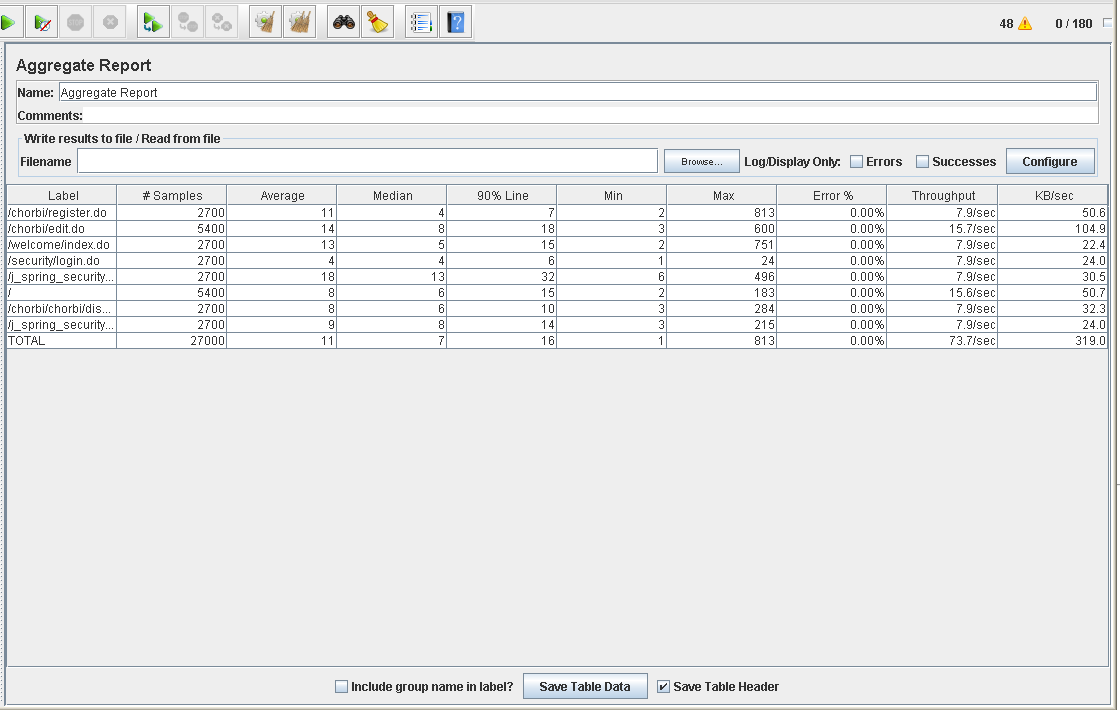 48 0 / 180
Aggregate Report
Name: Aggregate Report
Comments:
Write results to file / Read from file
Filename Browse... Log/Display Only: Errors Successes Configure
Label # Samples Average Median 90% Line Min Max Error % Throughput KB/sec
/chorbi/register.do 2700 11 4 7 2 813 0.00% 7.9/sec 50.6
/chorbi/edit.do 5400 14 8 18 3 600 0.00% 15.7/sec 104.9
/welcome/index.do 2700 13 5 15 2 751 0.00% 7.9/sec 22.4
/security/login.do 2700 4 4 6 1 24 0.00% 7.9/sec 24.0
/j_spring_security... 2700 18 13 32 6 496 0.00% 7.9/sec 30.5
/ 5400 8 6 15 2 183 0.00% 15.6/sec 50.7
/chorbi/chorbi/dis... 2700 8 6 10 3 284 0.00% 7.9/sec 32.3
/j_spring_security... 2700 9 8 14 3 215 0.00% 7.9/sec 24.0
TOTAL 27000 11 7 16 1 813 0.00% 73.7/sec 319.0
Include group name in label? Save Table Data Save Table Header